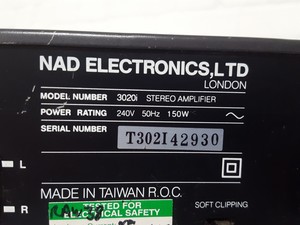 NAD ELECTRONICS,LTD
LONDON
MODEL NUMBER 3020i STEREO AMPLIFIER
POWER RATING 240V 50Hz 150W
SERIAL NUMBER T302I42930
L
MADE IN TAIWAN R.O.C.
R TESTED FOR SOFT CLIPPING
ELECTRICAL SAFETY